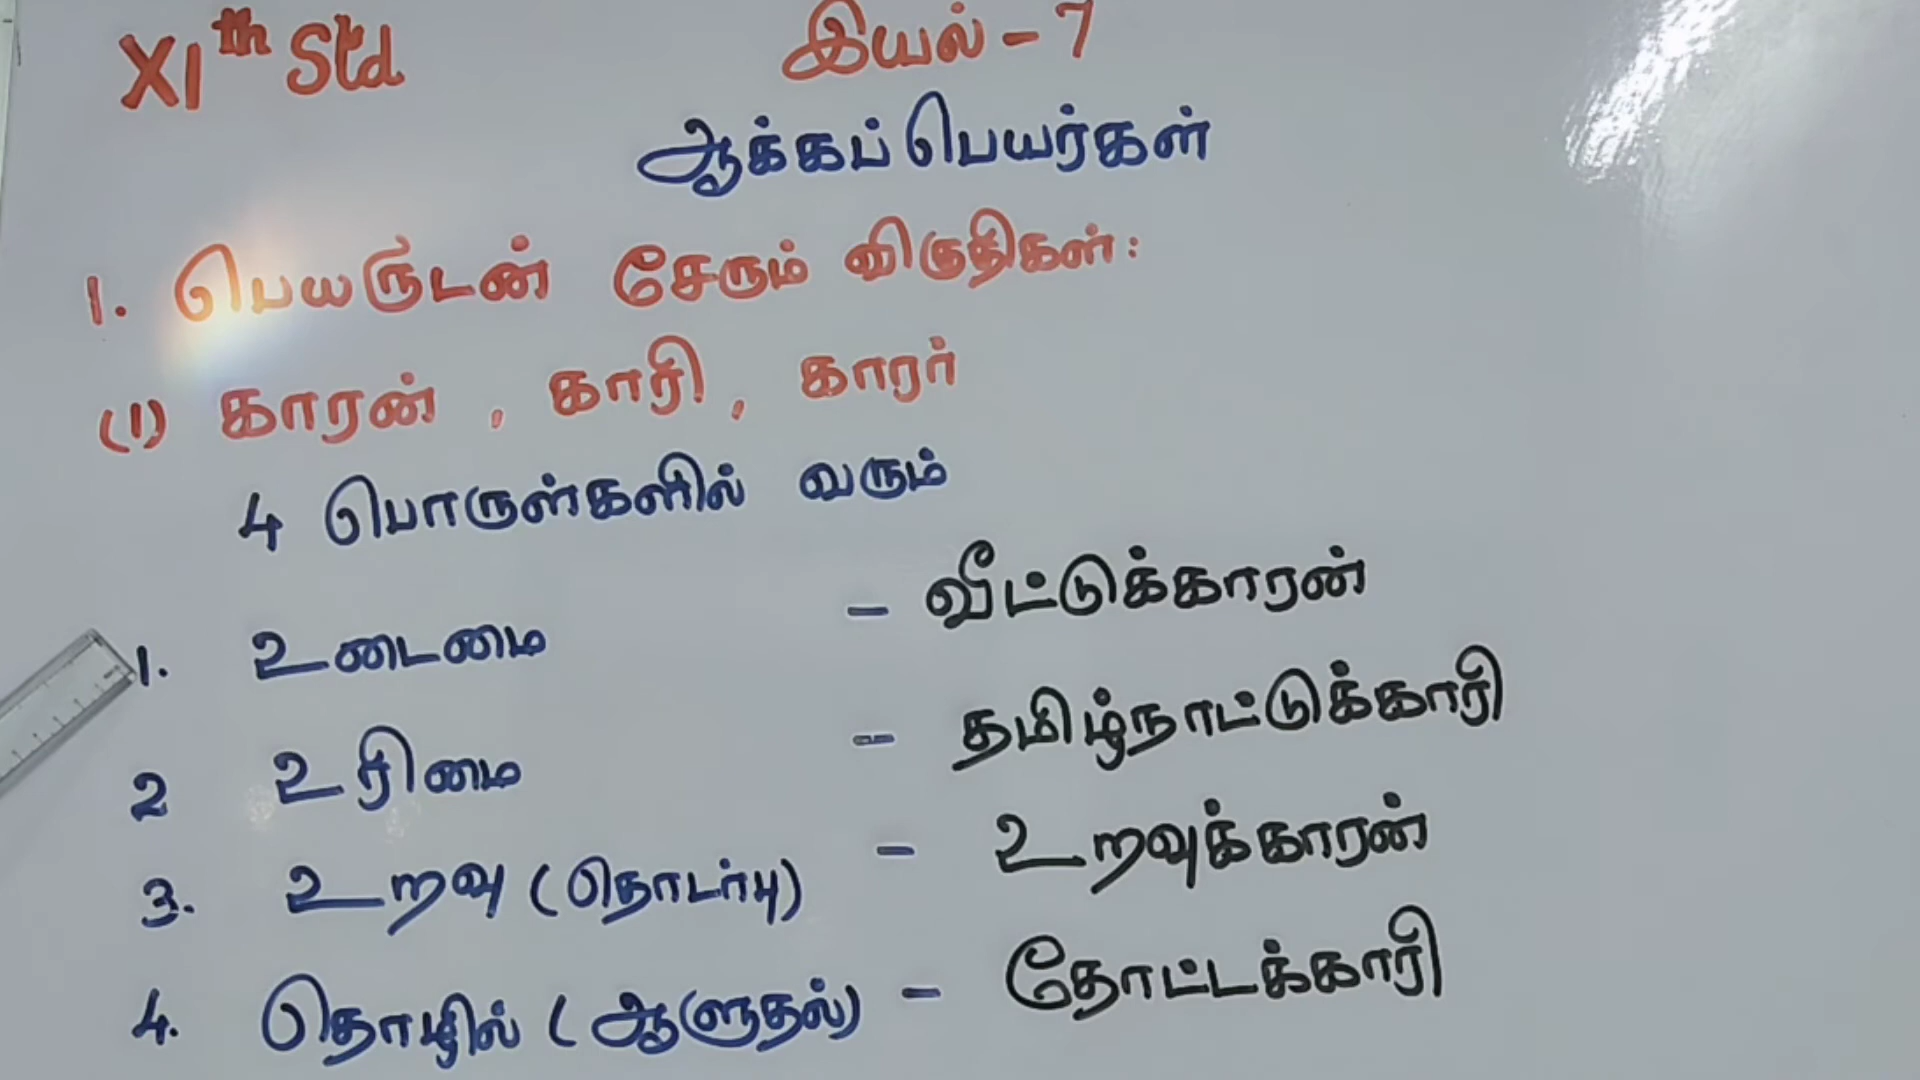 XIth Std இயல் - 7
ஆக்கப் பெயர்கள்
1. பெயருடன் சேரும் விகுதிகள்:
(1) காரன் , காரி , காரர்
4 பொருள்களில் வரும்
1. உடைமை - வீட்டுக்காரன்
2 உரிமை - தமிழ்நாட்டுக்காரி
3. உறவு (தொடர்பு) - உறவுக்காரன்
4. தொழில் (ஆளுதல்) - தோட்டக்காரி